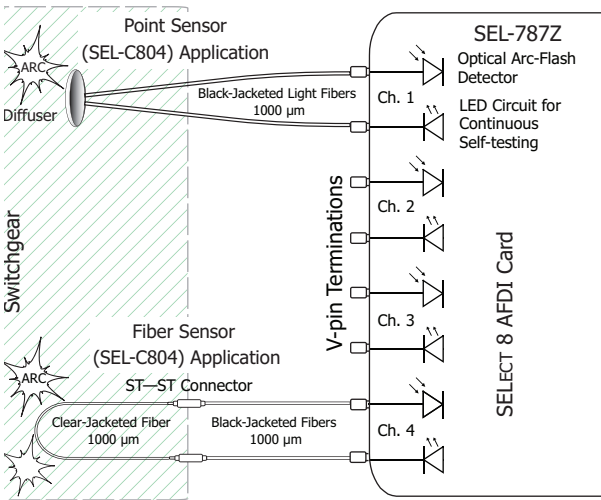 Point Sensor
(SEL-C804) Application
ARC
Diffuser
Black-Jacketed Light Fibers
1000 µm
SEL-787Z
Optical Arc-Flash
Detector
Ch. 1
LED Circuit for
Continuous
Self-testing
Ch. 2
V-pin Terminations
Switchgear
SELECT 8 AFDI Card
Ch. 3
Fiber Sensor
(SEL-C804) Application
ARC
ST—ST Connector
Clear-Jacketed Fiber
1000 µm
Black-Jacketed Fibers
1000 µm
Ch. 4